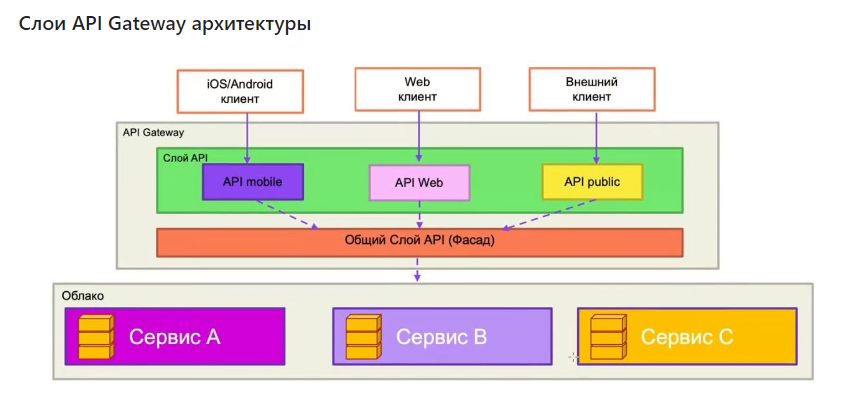 Слои API Gateway архитектуры
iOS/Android
клиент
Web
клиент
Внешний
клиент
API Gateway
Слой API
API mobile
API Web
API public
Общий Слой API (Фасад)
Облако
Сервис А
Сервис B
Сервис C